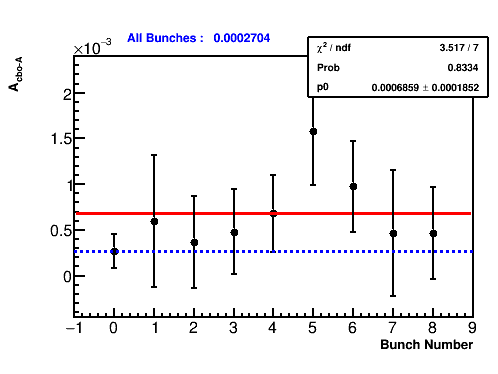 All Bunches : 0.0002704
×10⁻³
χ² / ndf 3.517 / 7
Prob 0.8334
p0 0.0006859 ± 0.0001852
A_cbo-A
2
1.5
1
0.5
0
−1 0 1 2 3 4 5 6 7 8 9
Bunch Number